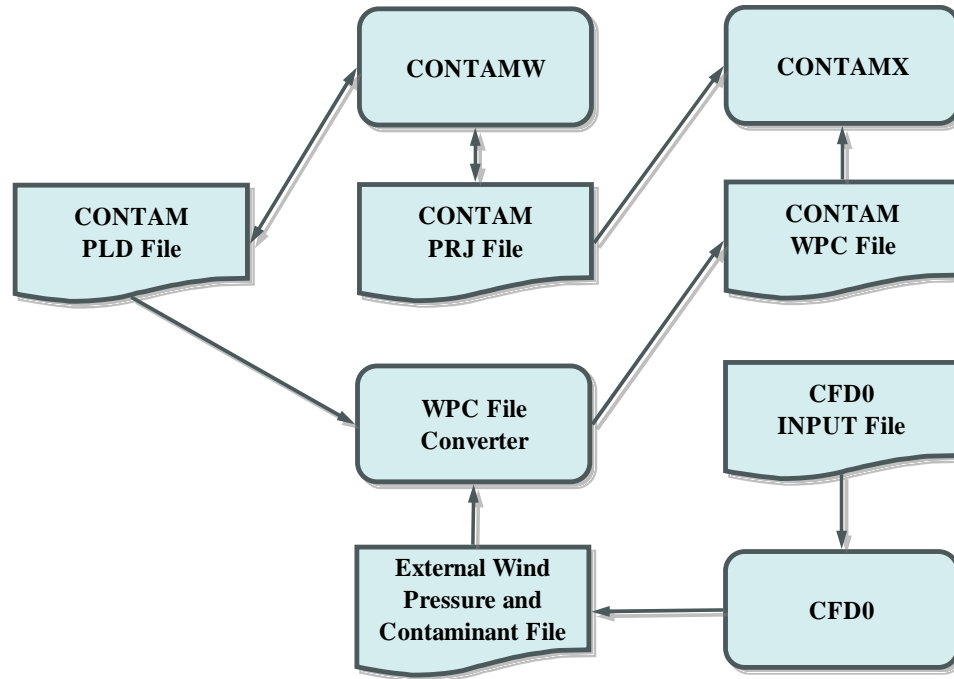 CONTAMW
CONTAMX
CONTAM
PLD File
CONTAM
PRJ File
CONTAM
WPC File
WPC File
Converter
CFD0
INPUT File
External Wind
Pressure and
Contaminant File
CFD0